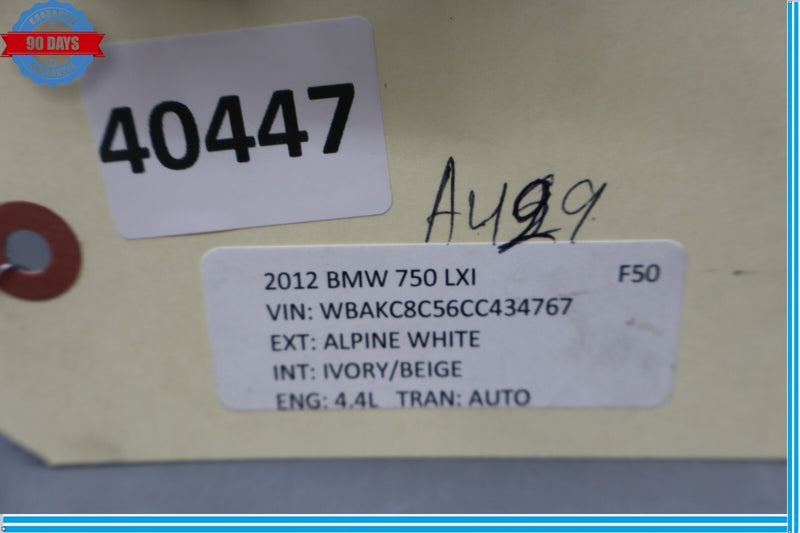 90 DAYS
40447
A429
2012 BMW 750 LXI F50
VIN: WBAKC8C56CC434767
EXT: ALPINE WHITE
INT: IVORY/BEIGE
ENG: 4.4L TRAN: AUTO